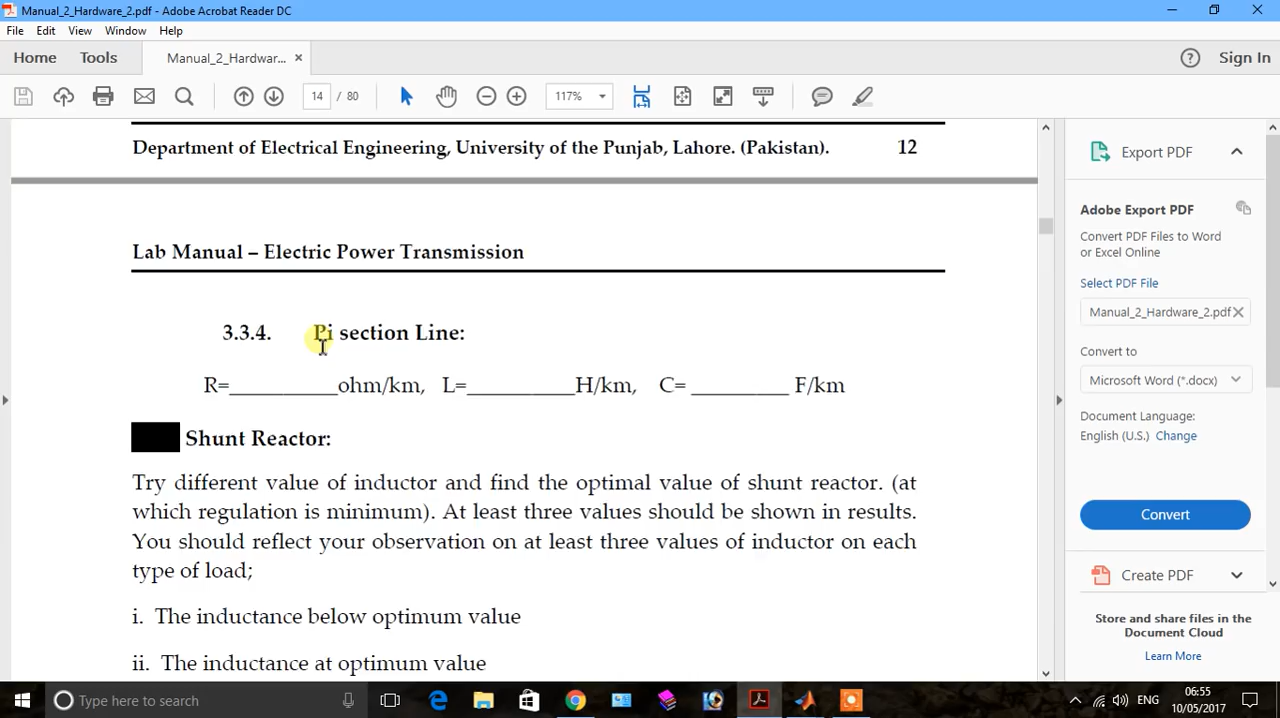 Manual_2_Hardware_2.pdf - Adobe Acrobat Reader DC
File Edit View Window Help
Home Tools Manual_2_Hardwar... × Sign In
14 / 80 117%
Department of Electrical Engineering, University of the Punjab, Lahore. (Pakistan). 12
Lab Manual – Electric Power Transmission
3.3.4. Pi section Line:
R=__________ohm/km, L=__________H/km, C= _________ F/km
Shunt Reactor:
Try different value of inductor and find the optimal value of shunt reactor. (at
which regulation is minimum). At least three values should be shown in results.
You should reflect your observation on at least three values of inductor on each
type of load;
i. The inductance below optimum value
ii. The inductance at optimum value
Export PDF
Adobe Export PDF
Convert PDF Files to Word
or Excel Online
Select PDF File
Manual_2_Hardware_2.pdf ×
Convert to
Microsoft Word (*.docx)
Document Language:
English (U.S.) Change
Convert
Create PDF
Store and share files in the
Document Cloud
Learn More
Type here to search
ENG
06:55
10/05/2017